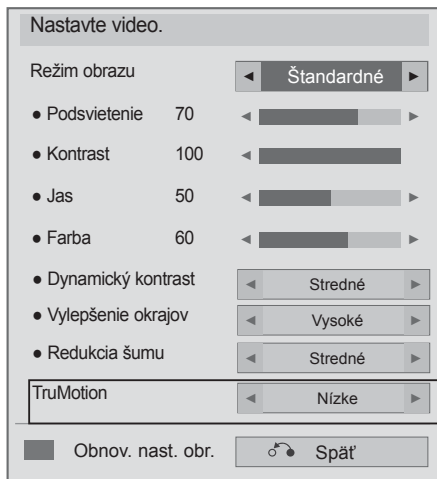 Nastavte video.
Režim obrazu ◄ Štandardné ►
● Podsvietenie 70 ◄ ►
● Kontrast 100 ◄
● Jas 50 ◄ ►
● Farba 60 ◄ ►
● Dynamický kontrast ◄ Stredné ►
● Vylepšenie okrajov ◄ Vysoké ►
● Redukcia šumu ◄ Stredné ►
TruMotion ◄ Nízke ►
Obnov. nast. obr. Späť